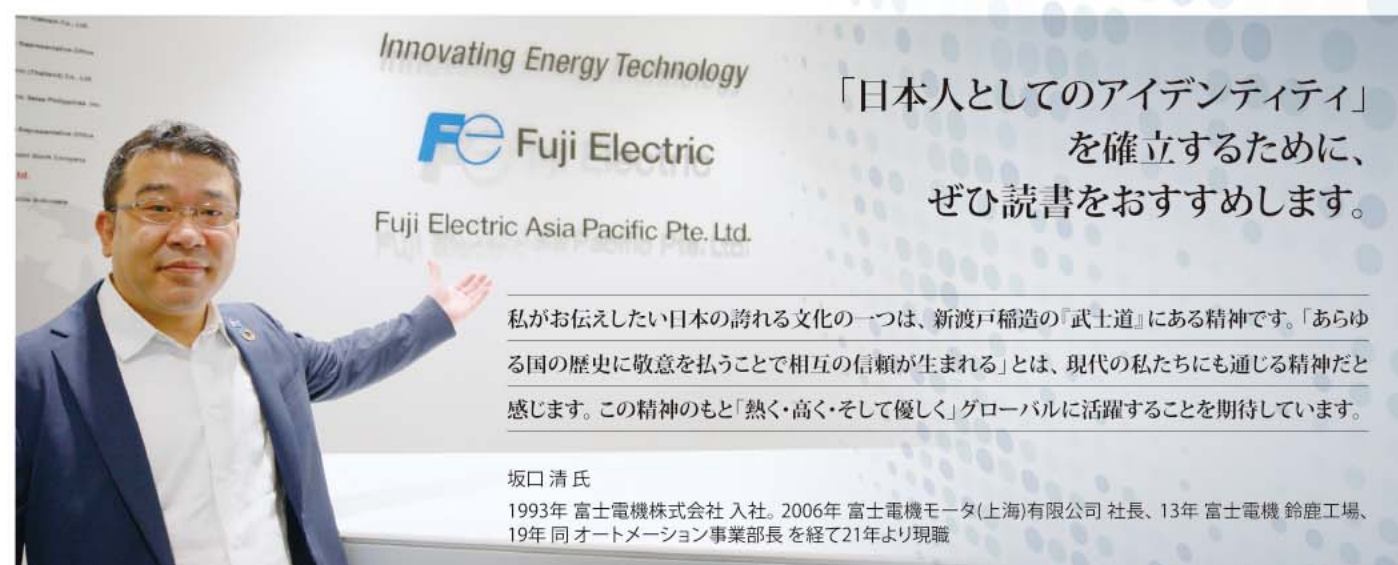 Innovating Energy Technology
Fe Fuji Electric
Fuji Electric Asia Pacific Pte. Ltd.
「日本人としてのアイデンティティ」
を確立するために、
ぜひ読書をおすすめします。
私がお伝えしたい日本の誇れる文化の一つは、新渡戸稲造の『武士道』にある精神です。「あらゆ
る国の歴史に敬意を払うことで相互の信頼が生まれる」とは、現代の私たちにも通じる精神だと
感じます。この精神のもと「熱く・高く・そして優しく」グローバルに活躍することを期待しています。
坂口 清 氏
1993年 富士電機株式会社 入社。2006年 富士電機モータ(上海)有限公司 社長、13年 富士電機 鈴鹿工場、
19年 同 オートメーション事業部長 を経て21年より現職